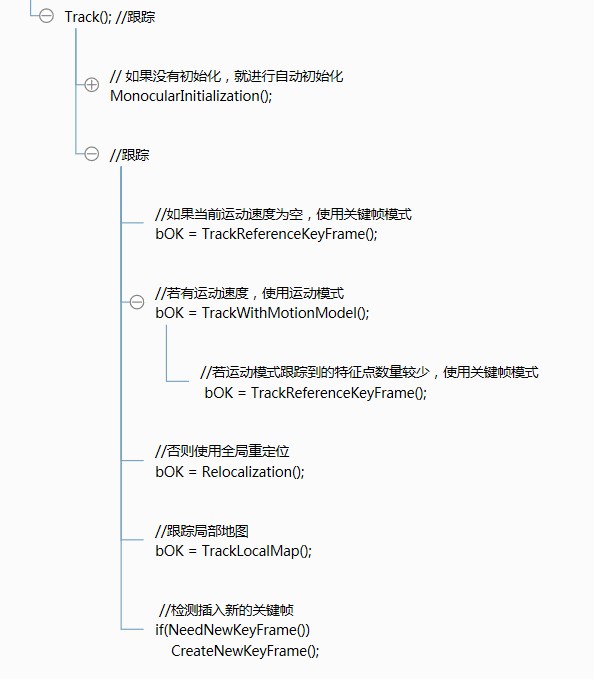 Track(); //跟踪
// 如果没有初始化，就进行自动初始化
MonocularInitialization();
//跟踪
//如果当前运动速度为空，使用关键帧模式
bOK = TrackReferenceKeyFrame();
//若有运动速度，使用运动模式
bOK = TrackWithMotionModel();
//若运动模式跟踪到的特征点数量较少，使用关键帧模式
bOK = TrackReferenceKeyFrame();
//否则使用全局重定位
bOK = Relocalization();
//跟踪局部地图
bOK = TrackLocalMap();
//检测插入新的关键帧
if(NeedNewKeyFrame())
CreateNewKeyFrame();